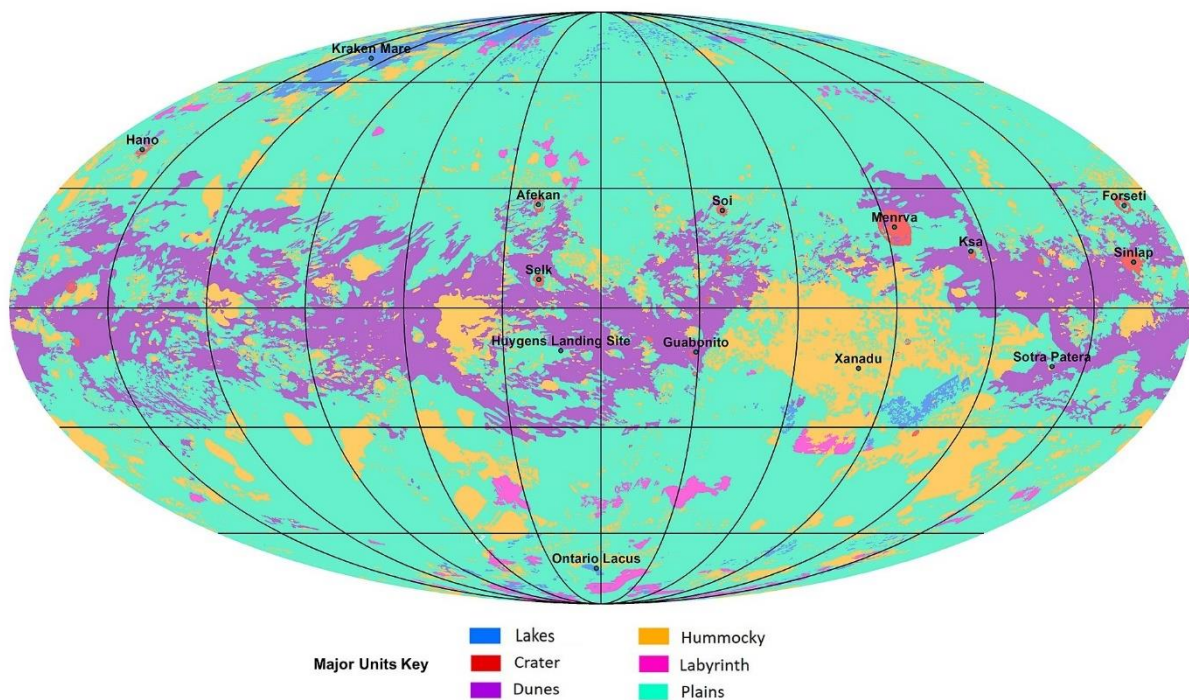 Kraken Mare
Hano
Afekan
Soi
Forseti
Menrva
Ksa
Sinlap
Selk
Huygens Landing Site
Guabonito
Xanadu
Sotra Patera
Ontario Lacus
Major Units Key
Lakes
Crater
Dunes
Hummocky
Labyrinth
Plains